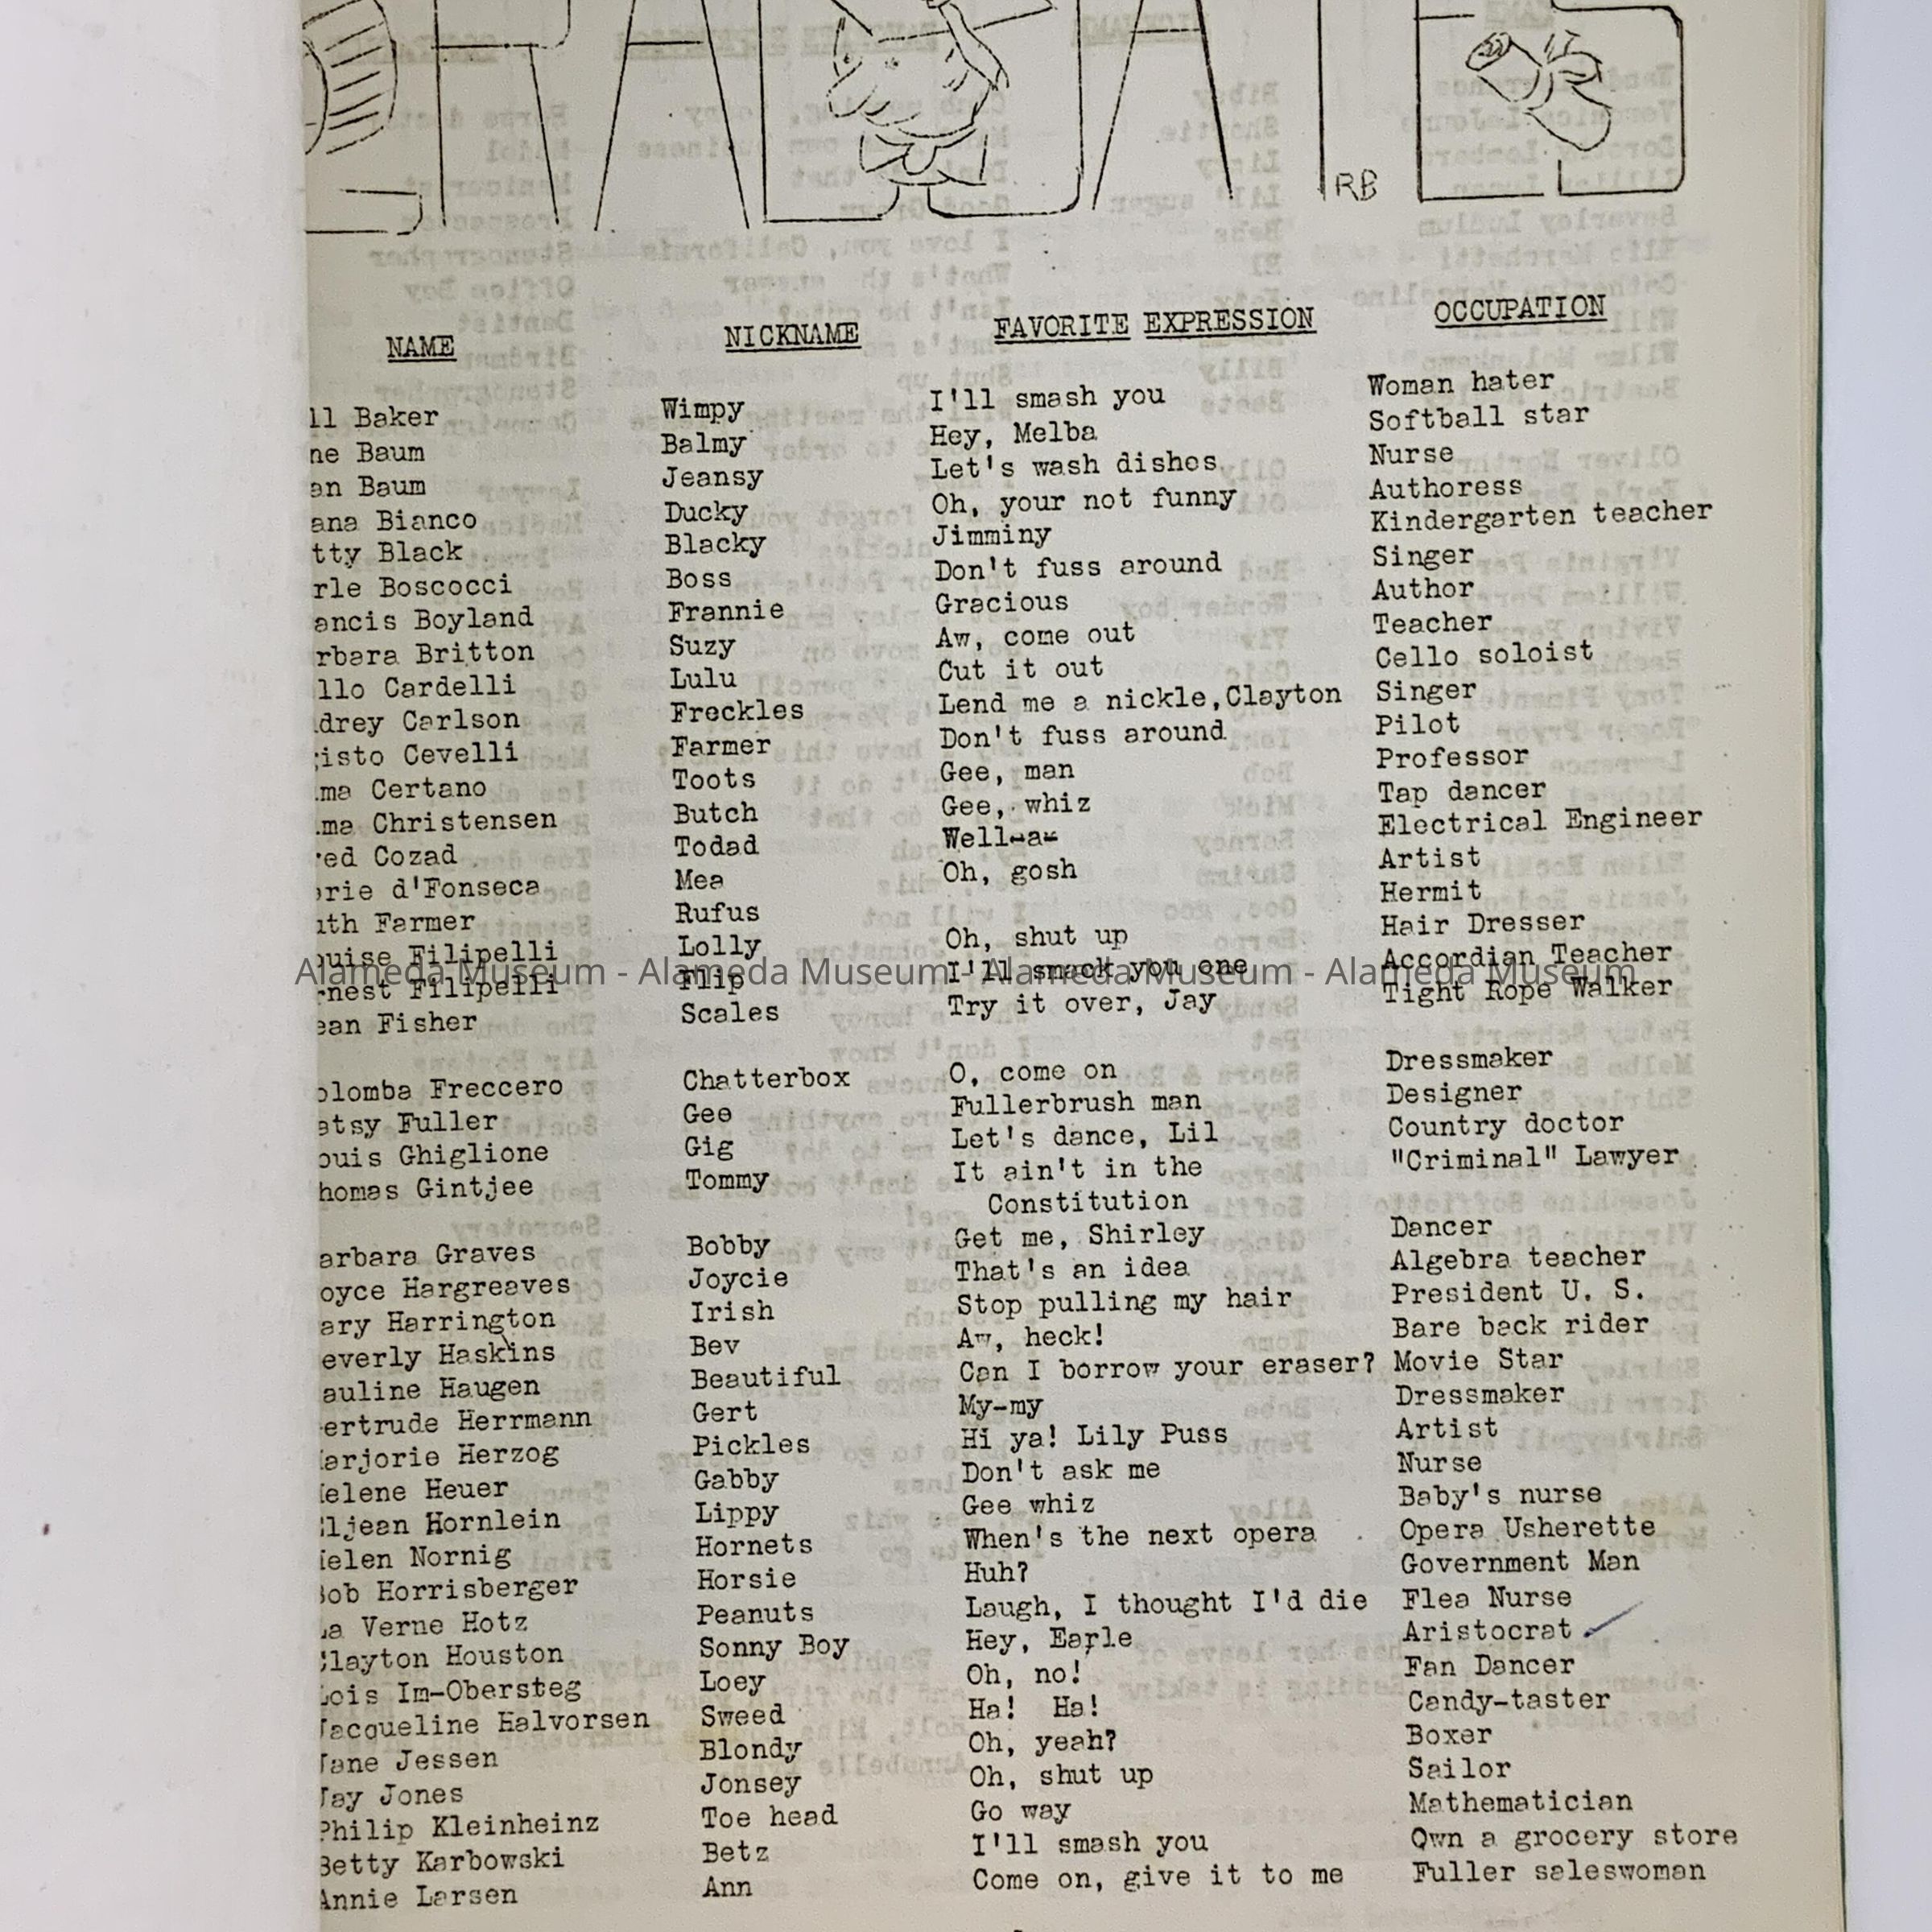 RB
NAME NICKNAME FAVORITE EXPRESSION OCCUPATION
ll Baker Wimpy I'll smash you Woman hater
ne Baum Balmy Hey, Melba Softball star
an Baum Jeansy Let's wash dishes Nurse
ana Bianco Ducky Oh, your not funny Authoress
tty Black Blacky Jimminy Kindergarten teacher
rle Boscocci Boss Don't fuss around Singer
ancis Boyland Frannie Gracious Author
rbara Britton Suzy Aw, come out Teacher
llo Cardelli Lulu Cut it out Cello soloist
drey Carlson Freckles Lend me a nickle,Clayton Singer
isto Cevelli Farmer Don't fuss around Pilot
ma Certano Toots Gee, man Professor
ma Christensen Butch Gee, whiz Tap dancer
red Cozad Todad Well-a- Electrical Engineer
rie d'Fonseca Mea Oh, gosh Artist
uth Farmer Rufus Hermit
ouise Filipelli Lolly Oh, shut up Hair Dresser
rnest Filipelli Flip I'll smack you one Accordian Teacher
Alameda Museum - Alameda Museum - Alameda Museum - Alameda Museum
ean Fisher Scales Try it over, Jay Tight Rope Walker
olomba Freccero Chatterbox O, come on Dressmaker
atsy Fuller Gee Fullerbrush man Designer
ouis Ghiglione Gig Let's dance, Lil Country doctor
homas Gintjee Tommy It ain't in the "Criminal" Lawyer
Constitution
arbara Graves Bobby Get me, Shirley Dancer
oyce Hargreaves Joycie That's an idea Algebra teacher
ary Harrington Irish Stop pulling my hair President U. S.
everly Haskins Bev Aw, heck! Bare back rider
auline Haugen Beautiful Can I borrow your eraser? Movie Star
ertrude Herrmann Gert My-my Dressmaker
arjorie Herzog Pickles Hi ya! Lily Puss Artist
elene Heuer Gabby Don't ask me Nurse
ljean Hornlein Lippy Gee whiz Baby's nurse
elen Nornig Hornets When's the next opera Opera Usherette
Bob Horrisberger Horsie Huh? Government Man
La Verne Hotz Peanuts Laugh, I thought I'd die Flea Nurse
Clayton Houston Sonny Boy Hey, Earle Aristocrat
Lois Im-Obersteg Loey Oh, no! Fan Dancer
Jacqueline Halvorsen Sweed Ha! Ha! Candy-taster
Jane Jessen Blondy Oh, yeah? Boxer
Jay Jones Jonsey Oh, shut up Sailor
Philip Kleinheinz Toe head Go way Mathematician
Betty Karbowski Betz I'll smash you Own a grocery store
Annie Larsen Ann Come on, give it to me Fuller saleswoman